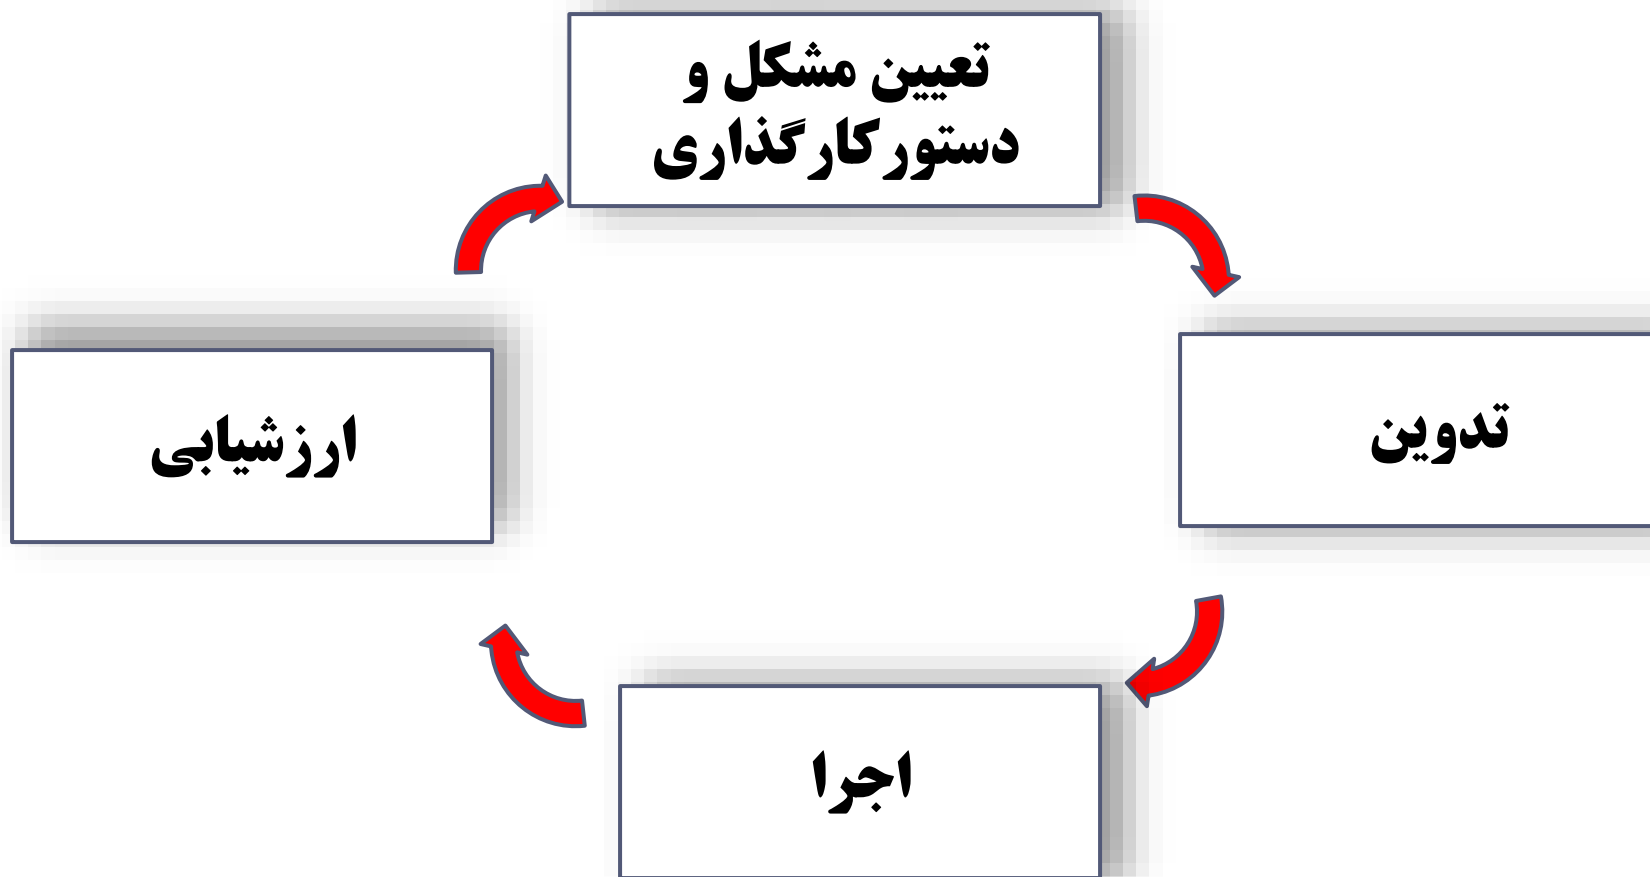 تعیین مشکل و
دستورکارگذاری
تدوین
ارزشیابی
اجرا